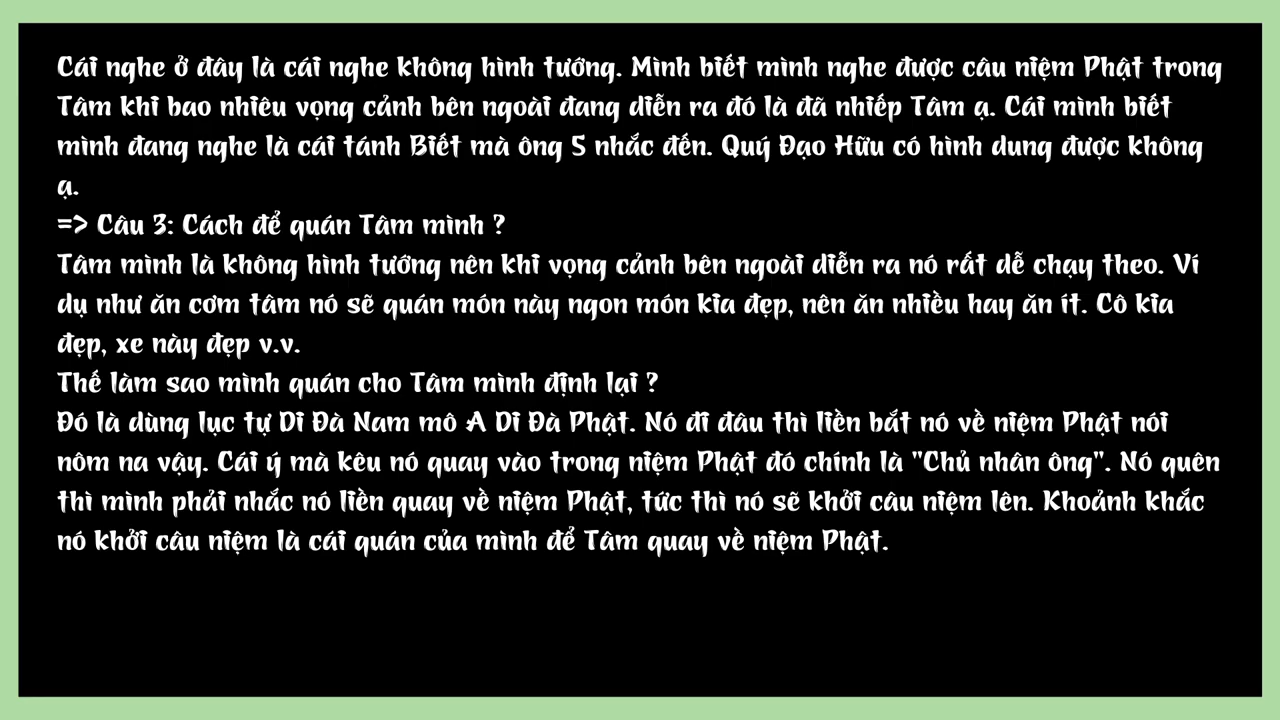 Cái nghe ở đây là cái nghe không hình tướng. Mình biết mình nghe được câu niệm Phật trong
Tâm khi bao nhiêu vọng cảnh bên ngoài đang diễn ra đó là đã nhiếp Tâm ạ. Cái mình biết
mình đang nghe là cái tánh Biết mà ông 5 nhắc đến. Quý Đạo Hữu có hình dung được không
ạ.
=> Câu 3: Cách để quán Tâm mình ?
Tâm mình là không hình tướng nên khi vọng cảnh bên ngoài diễn ra nó rất dễ chạy theo. Ví
dụ như ăn cơm tâm nó sẽ quán món này ngon món kia đẹp, nên ăn nhiều hay ăn ít. Cô kia
đẹp, xe này đẹp v.v.
Thế làm sao mình quán cho Tâm mình định lại ?
Đó là dùng lục tự Di Đà Nam mô A Di Đà Phật. Nó đi đâu thì liền bắt nó về niệm Phật nói
nôm na vậy. Cái ý mà kêu nó quay vào trong niệm Phật đó chính là "Chủ nhân ông". Nó quên
thì mình phải nhắc nó liền quay về niệm Phật, tức thì nó sẽ khởi câu niệm lên. Khoảnh khắc
nó khởi câu niệm là cái quán của mình để Tâm quay về niệm Phật.